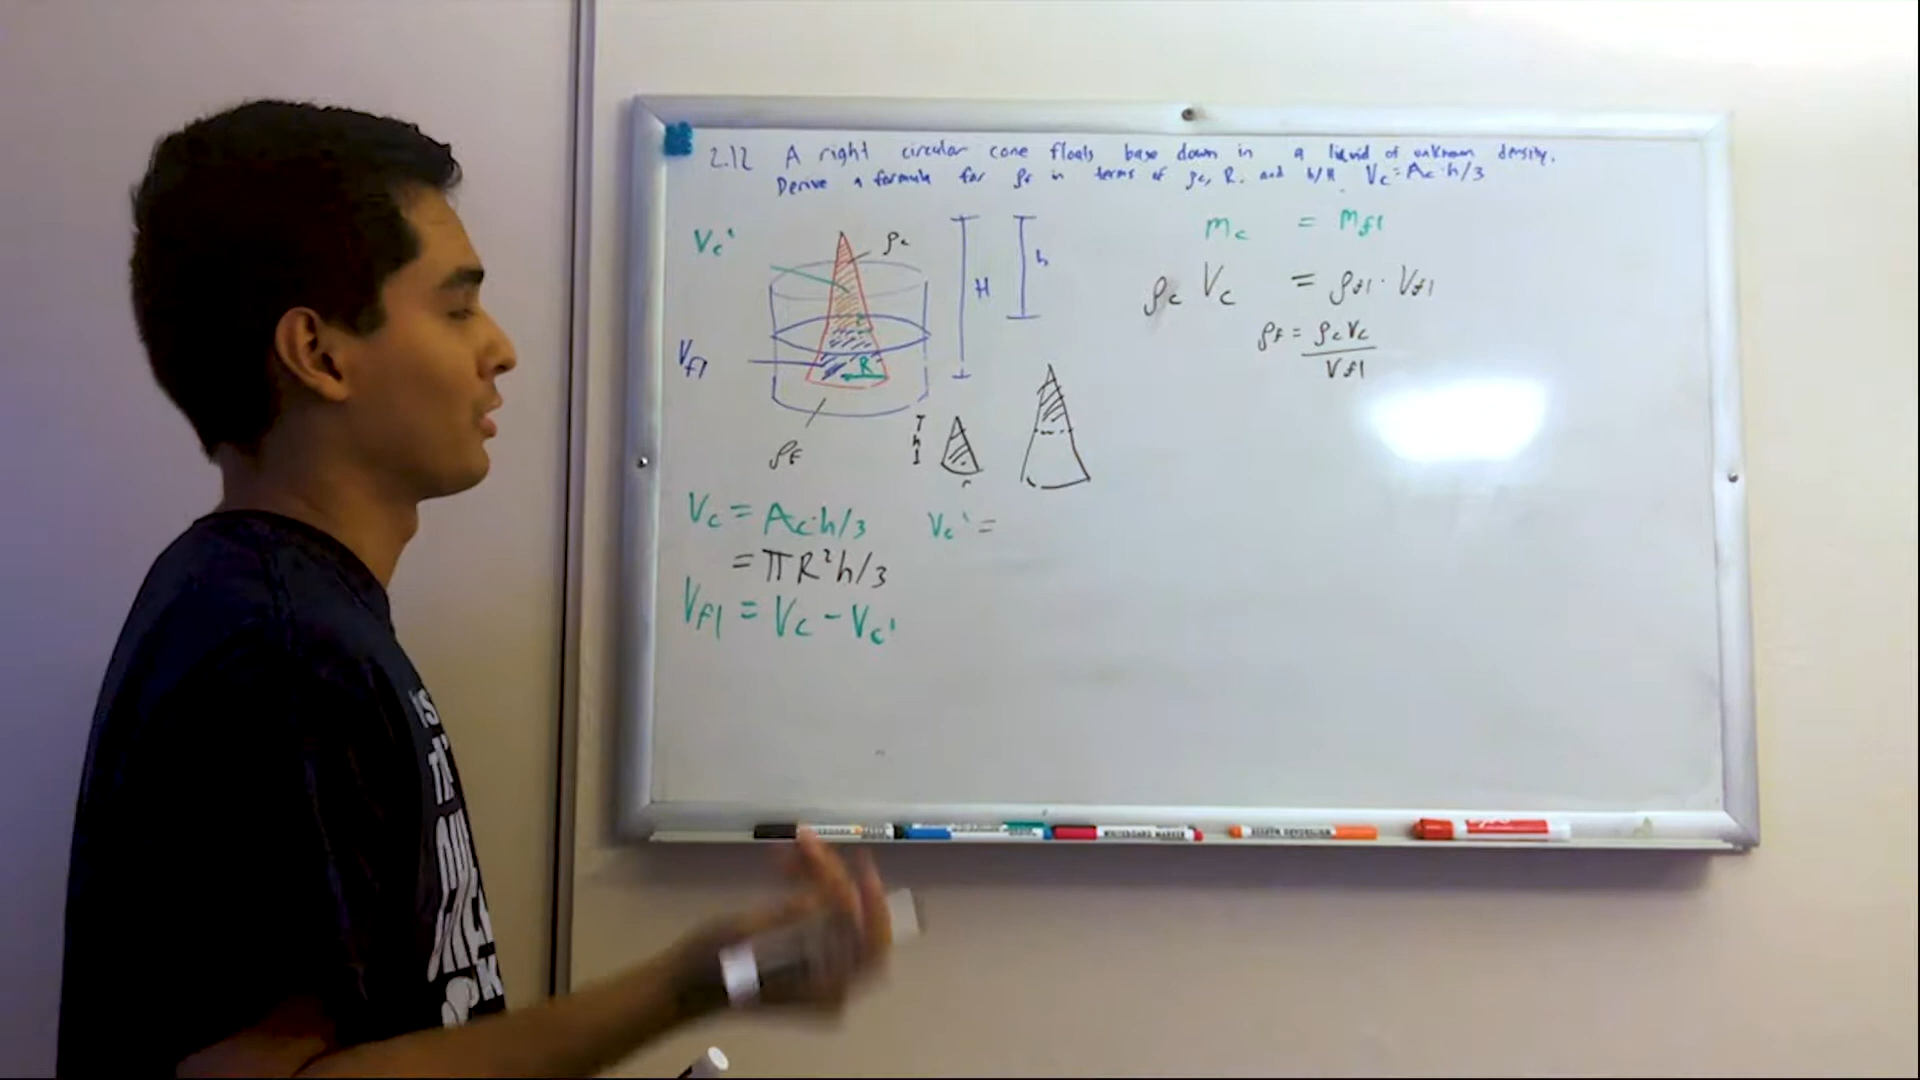 2.12 A right circular cone floats base down in a liquid of unknown density.
Derive a formula for ρf in terms of ρc, R, and h/H. Vc = Ac·h/3
Vc'
ρc
H
h
Vfl
r
R
ρf
h
r
mc = mfl
ρc Vc = ρfl · Vfl
ρf = ρcVc
Vfl
Vc = Ac·h/3
Vc' =
= πR²h/3
Vfl = Vc - Vc'
WHITEBOARD MARKER